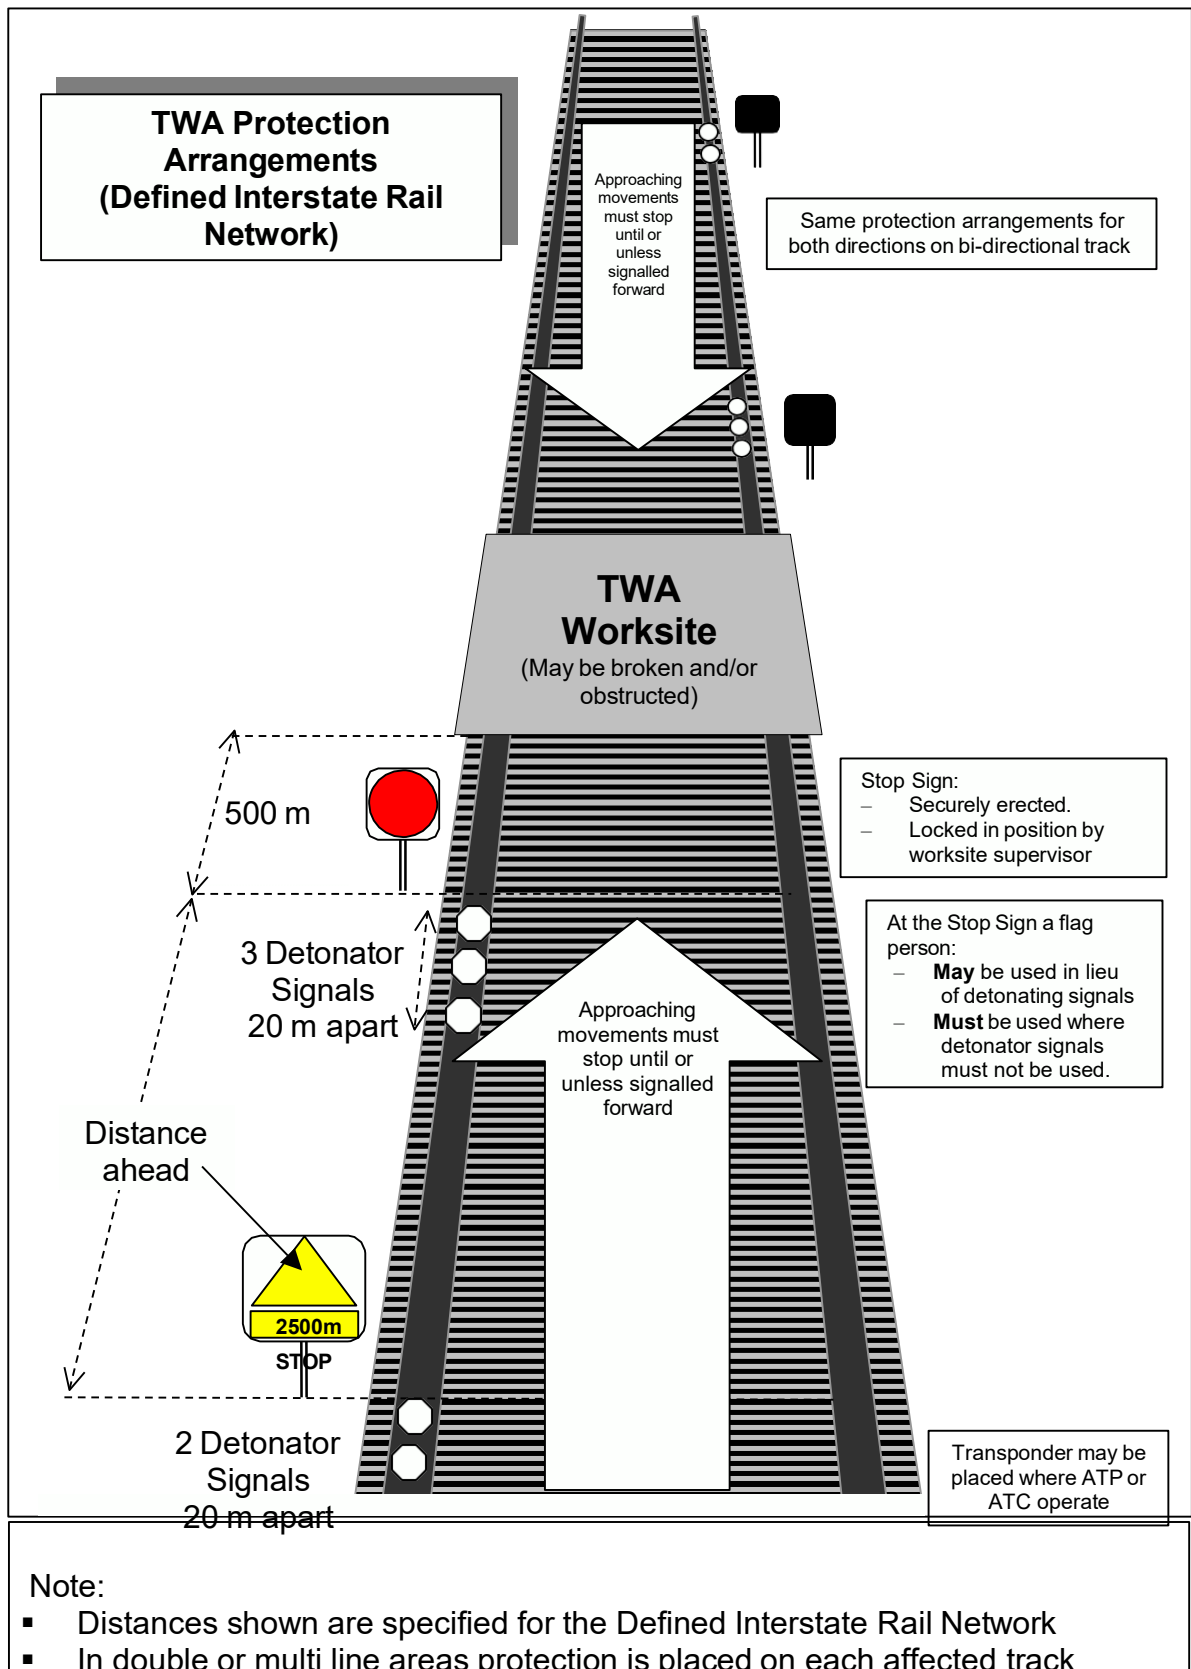 TWA Protection
Arrangements
(Defined Interstate Rail
Network)
Approaching
movements
must stop
until or
unless
signalled
forward
Same protection arrangements for
both directions on bi-directional track
TWA
Worksite
(May be broken and/or
obstructed)
500 m
Stop Sign:
– Securely erected.
– Locked in position by
worksite supervisor
3 Detonator
Signals
20 m apart
At the Stop Sign a flag
person:
– May be used in lieu
of detonating signals
– Must be used where
detonator signals
must not be used.
Approaching
movements must
stop until or
unless signalled
forward
Distance
ahead
2500m
STOP
2 Detonator
Signals
20 m apart
Transponder may be
placed where ATP or
ATC operate
Note:
▪ Distances shown are specified for the Defined Interstate Rail Network
▪ In double or multi line areas protection is placed on each affected track